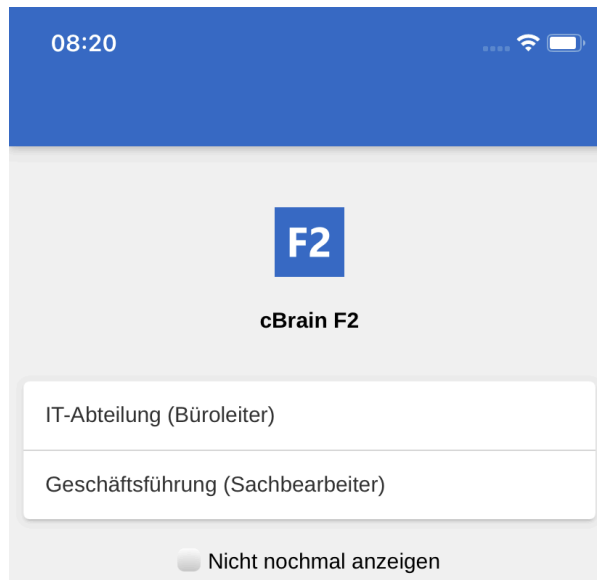 08:20
F2
cBrain F2
IT-Abteilung (Büroleiter)
Geschäftsführung (Sachbearbeiter)
Nicht nochmal anzeigen